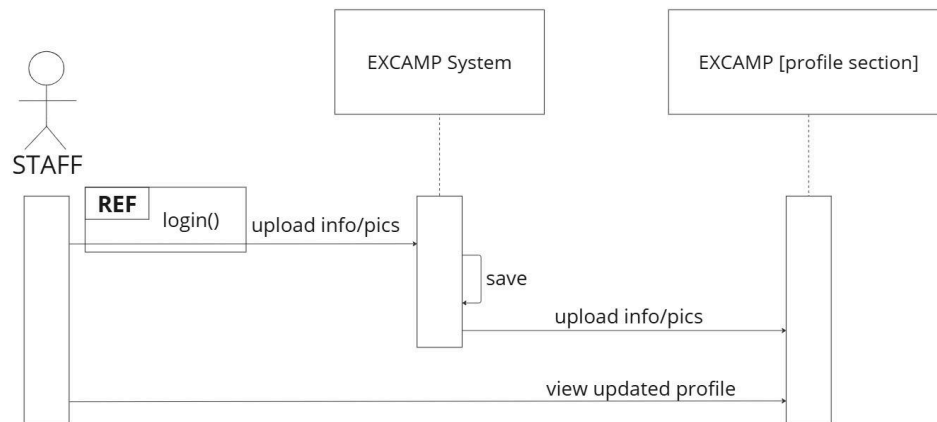 EXCAMP System
EXCAMP [profile section]
STAFF
REF
login()
upload info/pics
save
upload info/pics
view updated profile